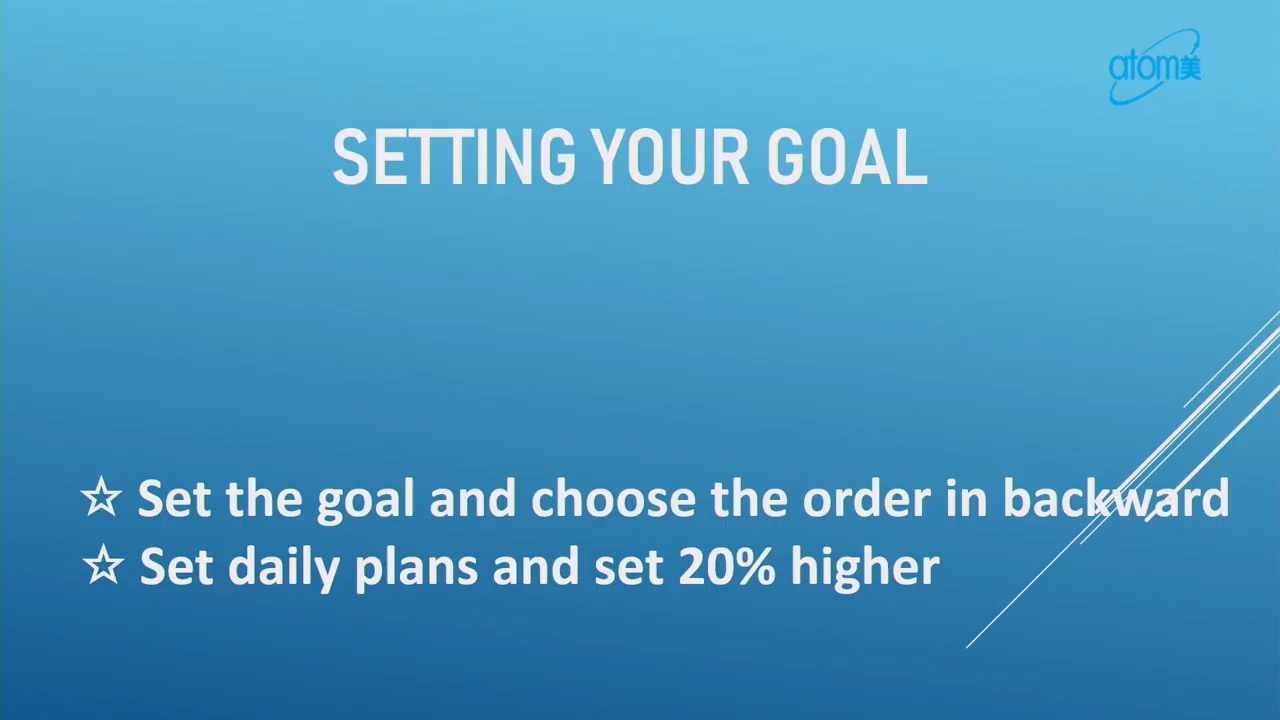 atom美
SETTING YOUR GOAL
☆ Set the goal and choose the order in backward
☆ Set daily plans and set 20% higher